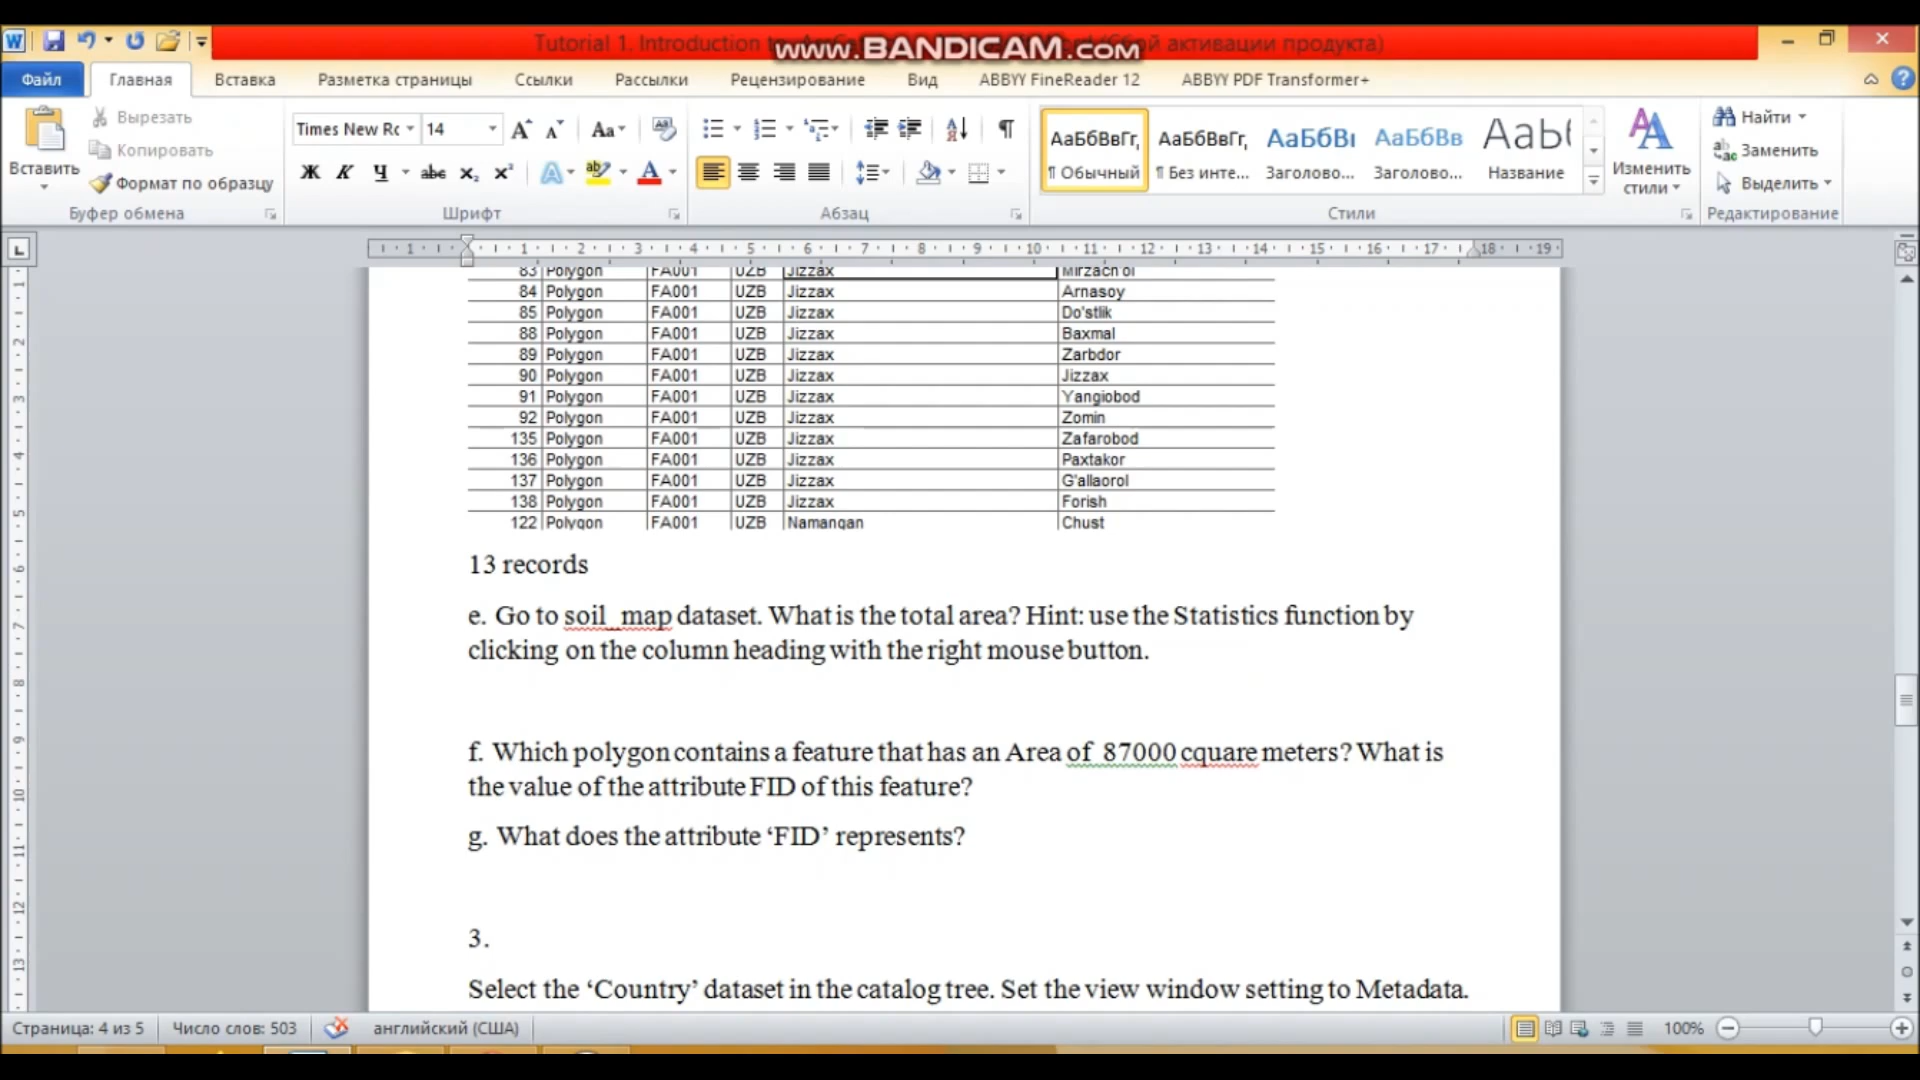 Tutorial 1. Introduction
www.BANDICAM.com
активации продукта)
Файл
Главная
Вставка
Разметка страницы
Ссылки
Рассылки
Рецензирование
Вид
ABBYY FineReader 12
ABBYY PDF Transformer+
Вставить
Вырезать
Копировать
Формат по образцу
Буфер обмена
Times New Rc
14
Шрифт
Абзац
АаБбВвГг,
¶ Обычный
АаБбВвГг,
¶ Без инте...
АаБбВі
Заголово...
АаБбВв
Заголово...
Название
Стили
Изменить
стили
Найти
Заменить
Выделить
Редактирование
83 Polygon FA001 UZB Jizzax Mirzach'ol
84 Polygon FA001 UZB Jizzax Arnasoy
85 Polygon FA001 UZB Jizzax Do'stlik
88 Polygon FA001 UZB Jizzax Baxmal
89 Polygon FA001 UZB Jizzax Zarbdor
90 Polygon FA001 UZB Jizzax Jizzax
91 Polygon FA001 UZB Jizzax Yangiobod
92 Polygon FA001 UZB Jizzax Zomin
135 Polygon FA001 UZB Jizzax Zafarobod
136 Polygon FA001 UZB Jizzax Paxtakor
137 Polygon FA001 UZB Jizzax G'allaorol
138 Polygon FA001 UZB Jizzax Forish
122 Polygon FA001 UZB Namangan Chust
13 records
e. Go to soil_map dataset. What is the total area? Hint: use the Statistics function by
clicking on the column heading with the right mouse button.
f. Which polygon contains a feature that has an Area of 87000 cquare meters? What is
the value of the attribute FID of this feature?
g. What does the attribute ‘FID’ represents?
3.
Select the ‘Country’ dataset in the catalog tree. Set the view window setting to Metadata.
Страница: 4 из 5
Число слов: 503
английский (США)
100%